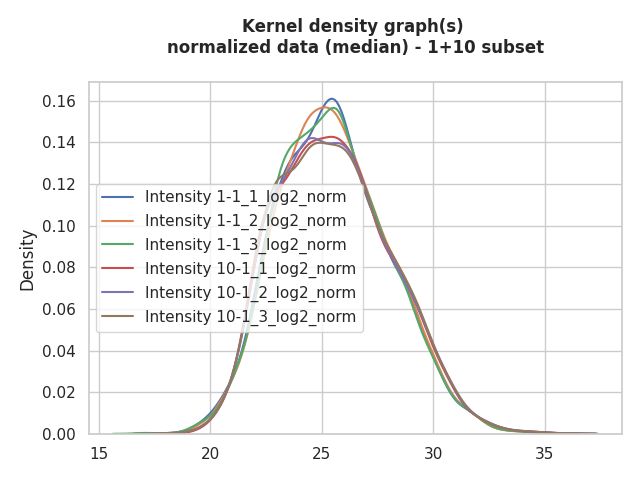 Kernel density graph(s)
normalized data (median) - 1+10 subset
0.16
0.14
0.12
0.10
0.08
0.06
0.04
0.02
0.00
Density
Intensity 1-1_1_log2_norm
Intensity 1-1_2_log2_norm
Intensity 1-1_3_log2_norm
Intensity 10-1_1_log2_norm
Intensity 10-1_2_log2_norm
Intensity 10-1_3_log2_norm
15 20 25 30 35